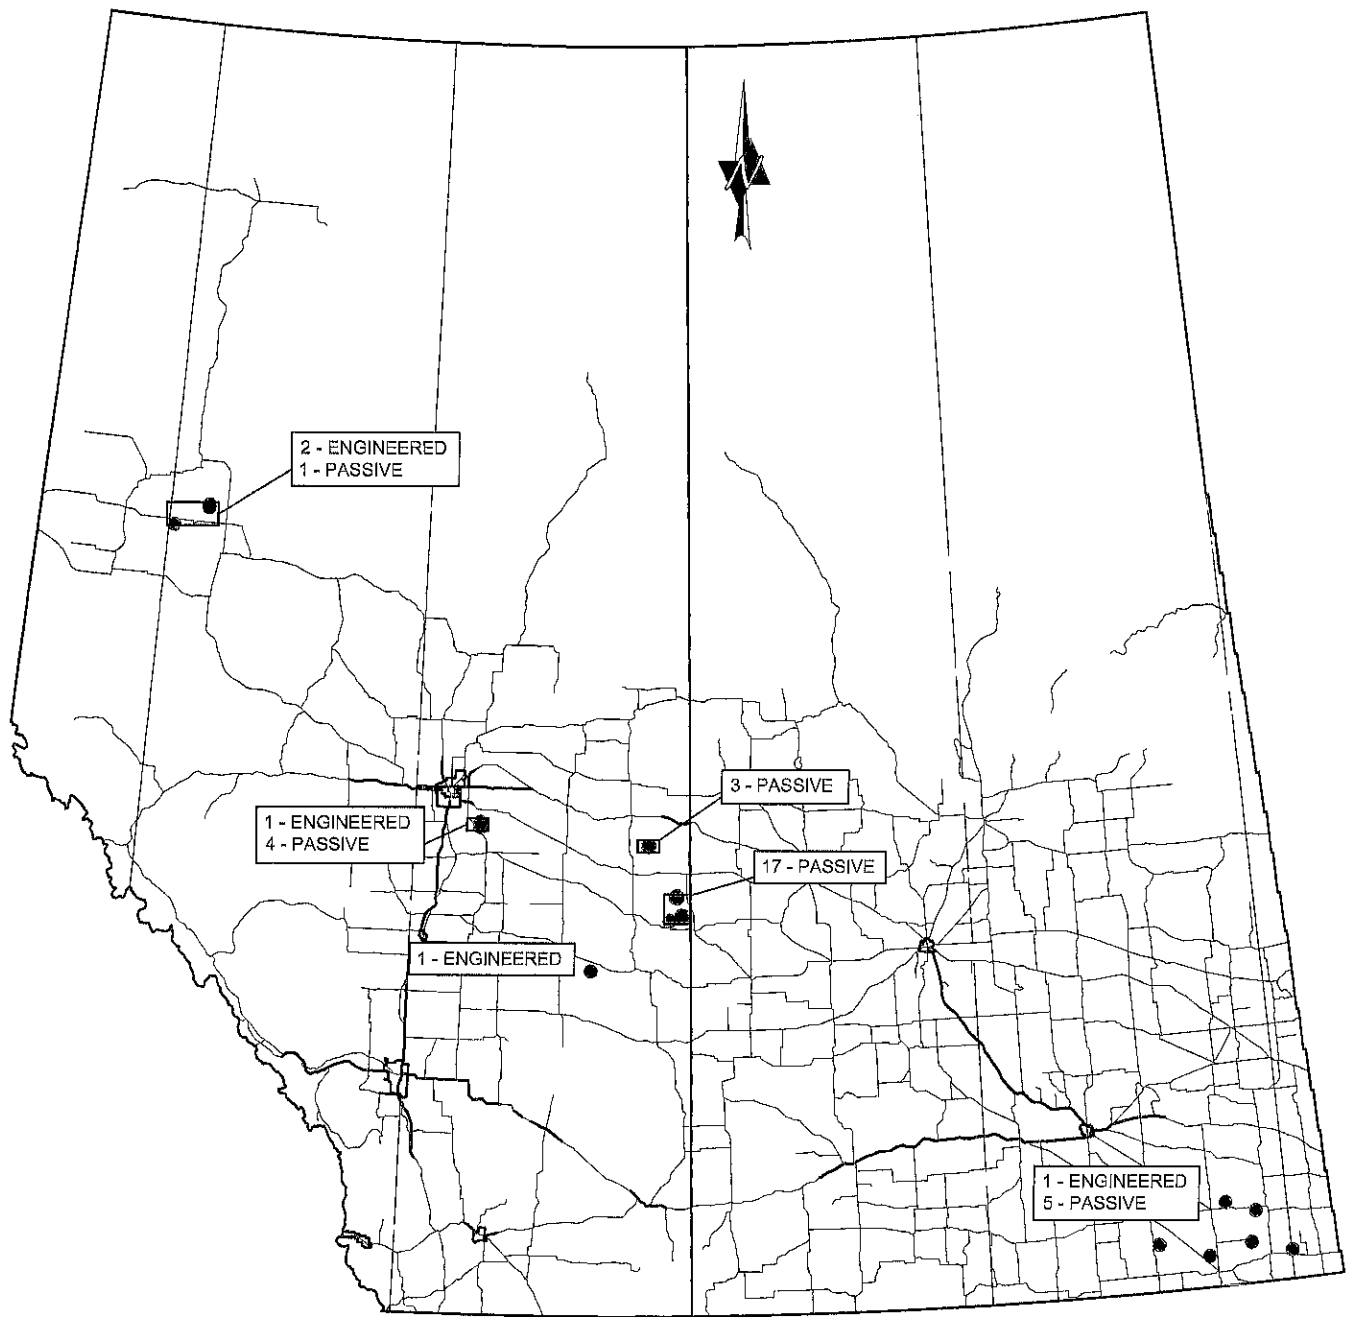 2 - ENGINEERED
1 - PASSIVE
3 - PASSIVE
1 - ENGINEERED
4 - PASSIVE
17 - PASSIVE
1 - ENGINEERED
1 - ENGINEERED
5 - PASSIVE